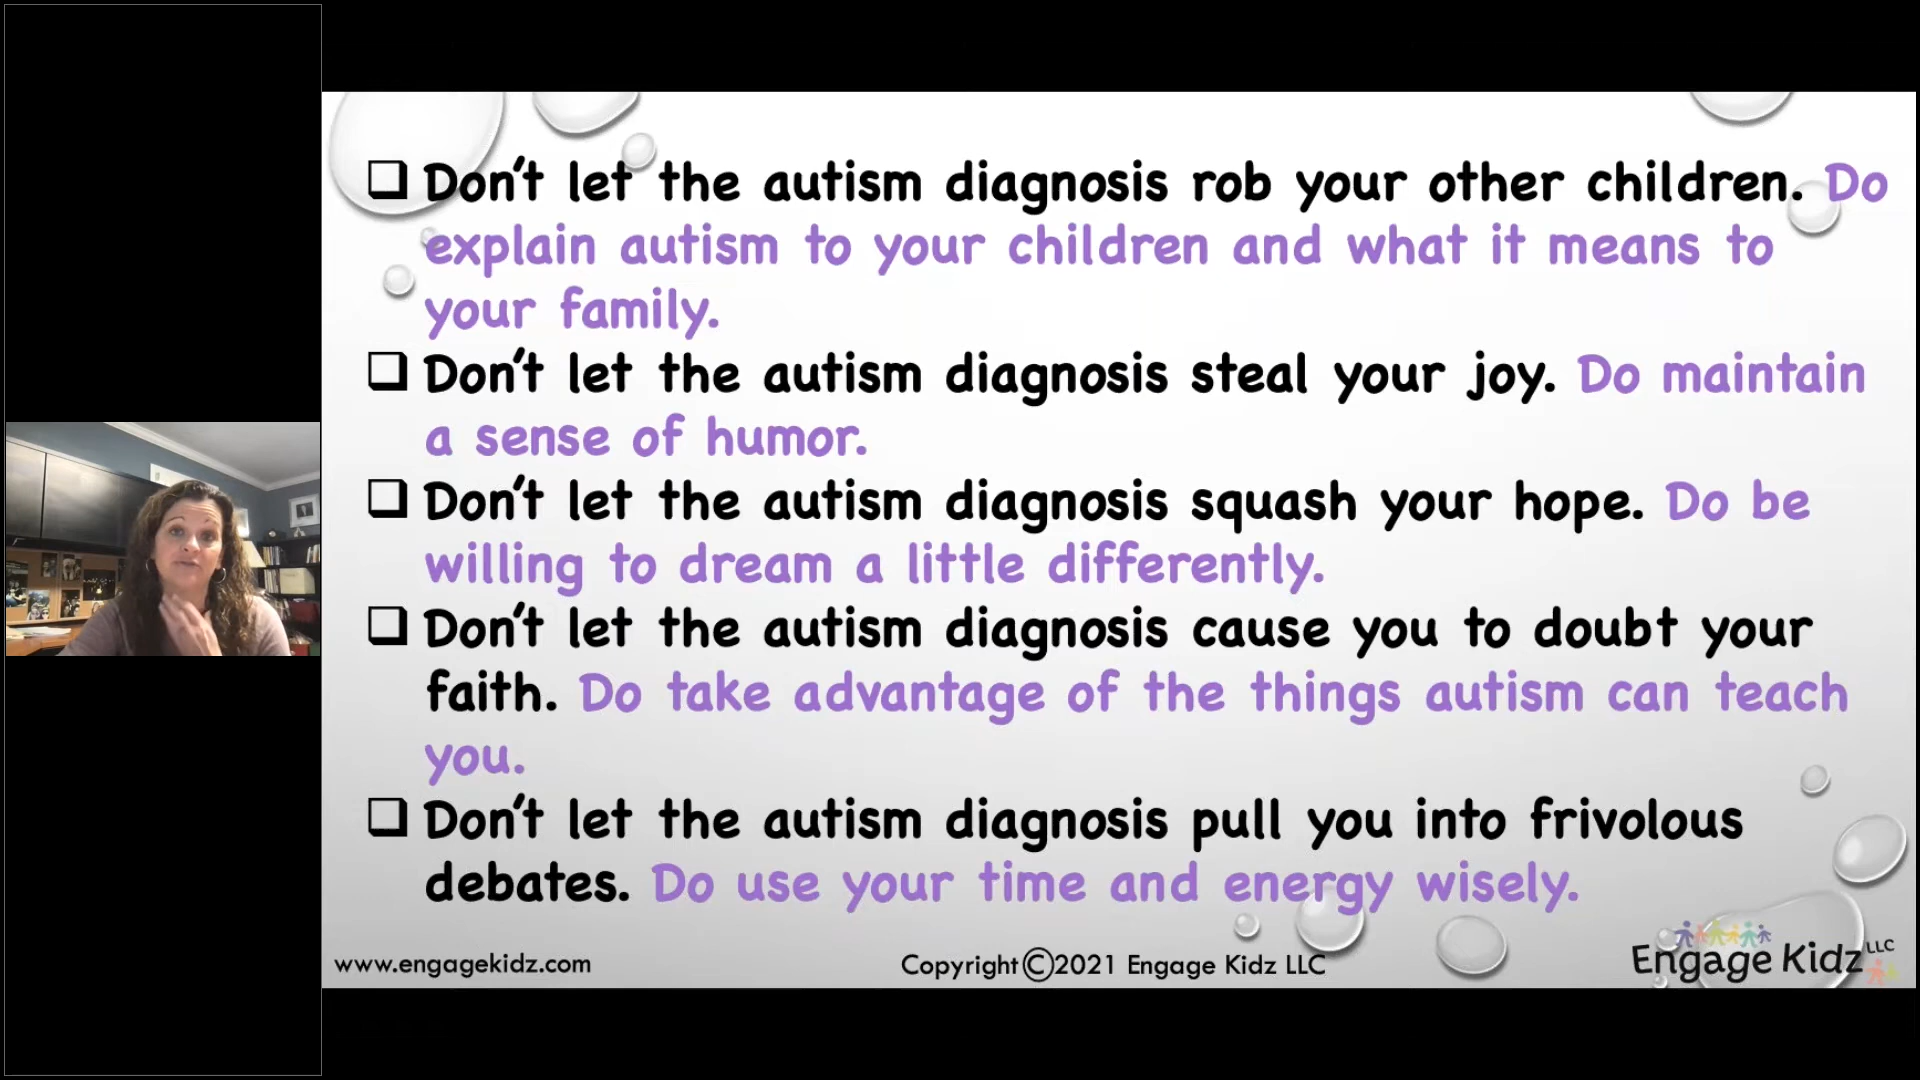 Don't let the autism diagnosis rob your other children. Do
explain autism to your children and what it means to
your family.
Don't let the autism diagnosis steal your joy. Do maintain
a sense of humor.
Don't let the autism diagnosis squash your hope. Do be
willing to dream a little differently.
Don't let the autism diagnosis cause you to doubt your
faith. Do take advantage of the things autism can teach
you.
Don't let the autism diagnosis pull you into frivolous
debates. Do use your time and energy wisely.
www.engagekidz.com
Copyright©2021 Engage Kidz LLC
Engage Kidz LLC